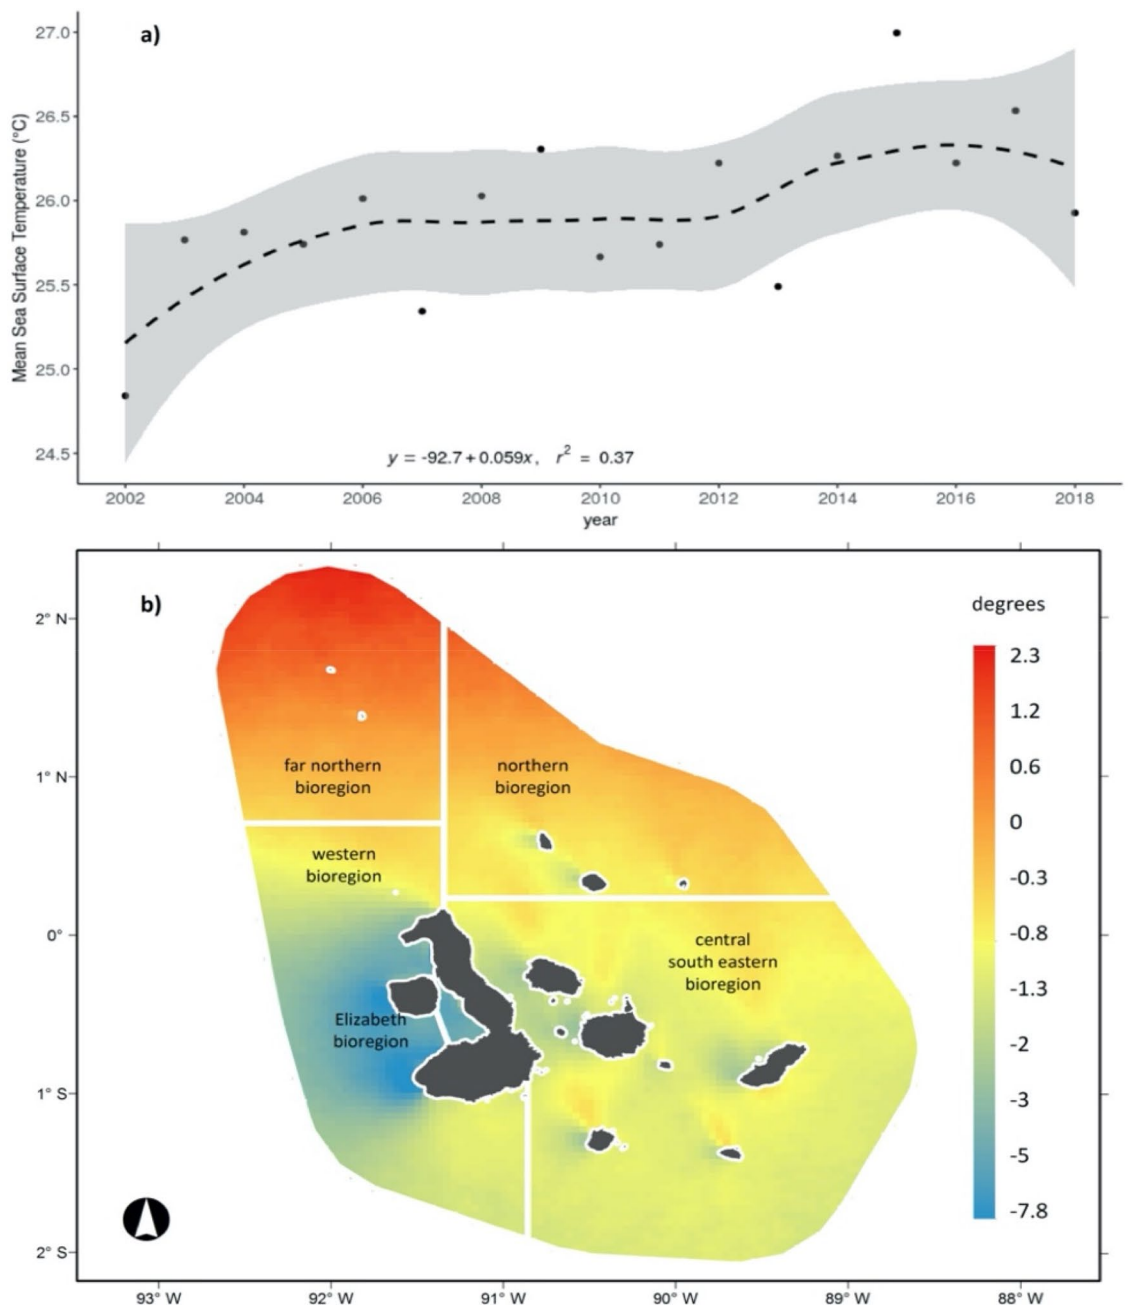 a)
27.0
26.5
26.0
25.5
25.0
24.5
Mean Sea Surface Temperature (°C)
y = -92.7+0.059x, r² = 0.37
2002 2004 2006 2008 2010 2012 2014 2016 2018
year
b)
degrees
2.3
1.2
0.6
0
-0.3
-0.8
-1.3
-2
-3
-5
-7.8
2° N
1° N
0°
1° S
2° S
far northern
bioregion
northern
bioregion
western
bioregion
central
south eastern
bioregion
Elizabeth
bioregion
93° W 92° W 91° W 90° W 89° W 88° W